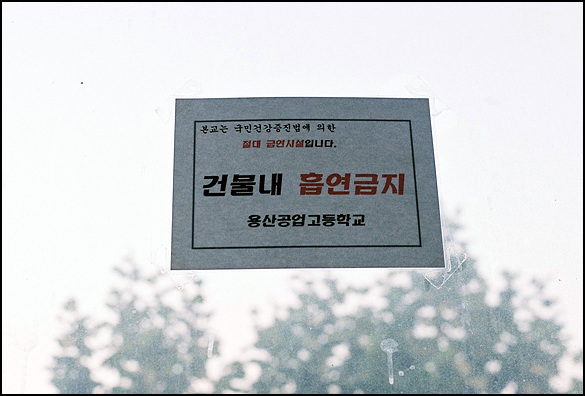 본교는 국민건강증진법에 의한
절대 금연시설입니다.
건물내 흡연금지
용산공업고등학교